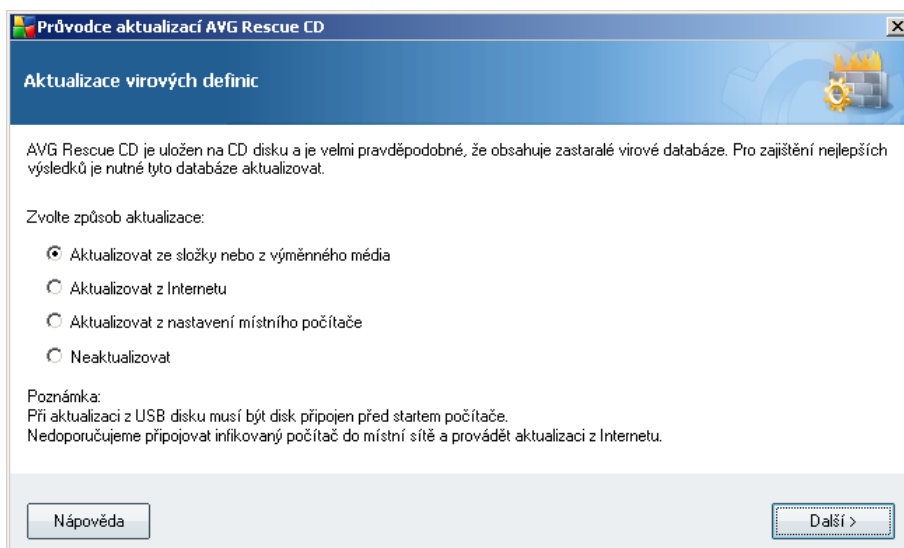 Průvodce aktualizací AVG Rescue CD
Aktualizace virových definic
AVG Rescue CD je uložen na CD disku a je velmi pravděpodobné, že obsahuje zastaralé virové databáze. Pro zajištění nejlepších
výsledků je nutné tyto databáze aktualizovat.
Zvolte způsob aktualizace:
Aktualizovat ze složky nebo z výměnného média
Aktualizovat z Internetu
Aktualizovat z nastavení místního počítače
Neaktualizovat
Poznámka:
Při aktualizaci z USB disku musí být disk připojen před startem počítače.
Nedoporučujeme připojovat infikovaný počítač do místní sítě a provádět aktualizaci z Internetu.
Nápověda
Další >